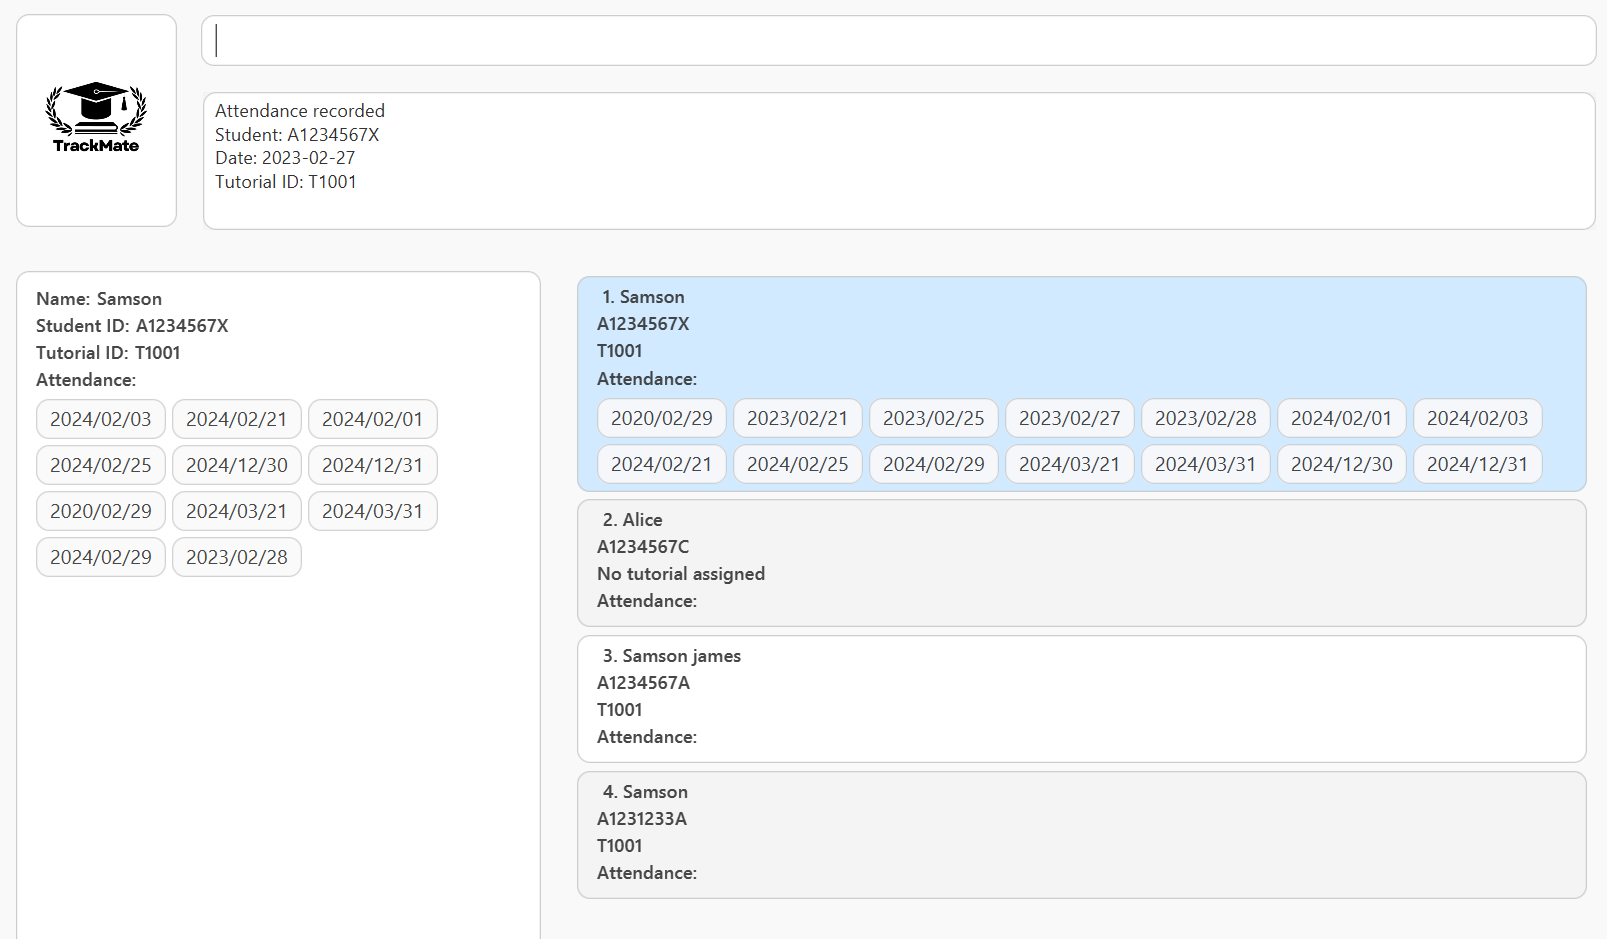 TrackMate
Attendance recorded
Student: A1234567X
Date: 2023-02-27
Tutorial ID: T1001
Name: Samson
Student ID: A1234567X
Tutorial ID: T1001
Attendance:
2024/02/03 2024/02/21 2024/02/01
2024/02/25 2024/12/30 2024/12/31
2020/02/29 2024/03/21 2024/03/31
2024/02/29 2023/02/28
1. Samson
A1234567X
T1001
Attendance:
2020/02/29 2023/02/21 2023/02/25 2023/02/27 2023/02/28 2024/02/01 2024/02/03
2024/02/21 2024/02/25 2024/02/29 2024/03/21 2024/03/31 2024/12/30 2024/12/31
2. Alice
A1234567C
No tutorial assigned
Attendance:
3. Samson james
A1234567A
T1001
Attendance:
4. Samson
A1231233A
T1001
Attendance: